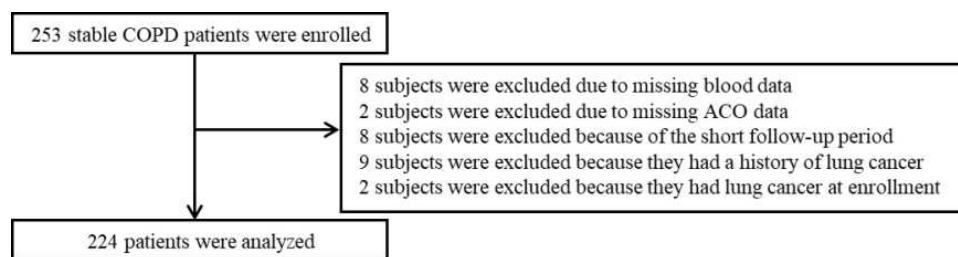 253 stable COPD patients were enrolled
8 subjects were excluded due to missing blood data
2 subjects were excluded due to missing ACO data
8 subjects were excluded because of the short follow-up period
9 subjects were excluded because they had a history of lung cancer
2 subjects were excluded because they had lung cancer at enrollment
224 patients were analyzed